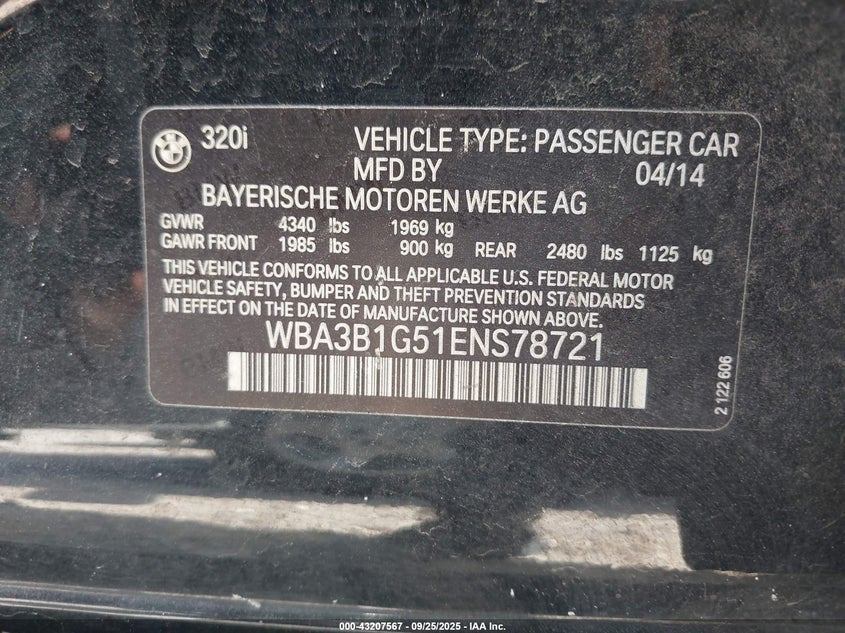 320i VEHICLE TYPE: PASSENGER CAR
MFD BY 04/14
BAYERISCHE MOTOREN WERKE AG
GVWR 4340 lbs 1969 kg
GAWR FRONT 1985 lbs 900 kg REAR 2480 lbs 1125 kg
THIS VEHICLE CONFORMS TO ALL APPLICABLE U.S. FEDERAL MOTOR
VEHICLE SAFETY, BUMPER AND THEFT PREVENTION STANDARDS
IN EFFECT ON THE DATE OF MANUFACTURE SHOWN ABOVE.
WBA3B1G51ENS78721
2 122 606
000-43207567 - 09/25/2025 - IAA Inc.